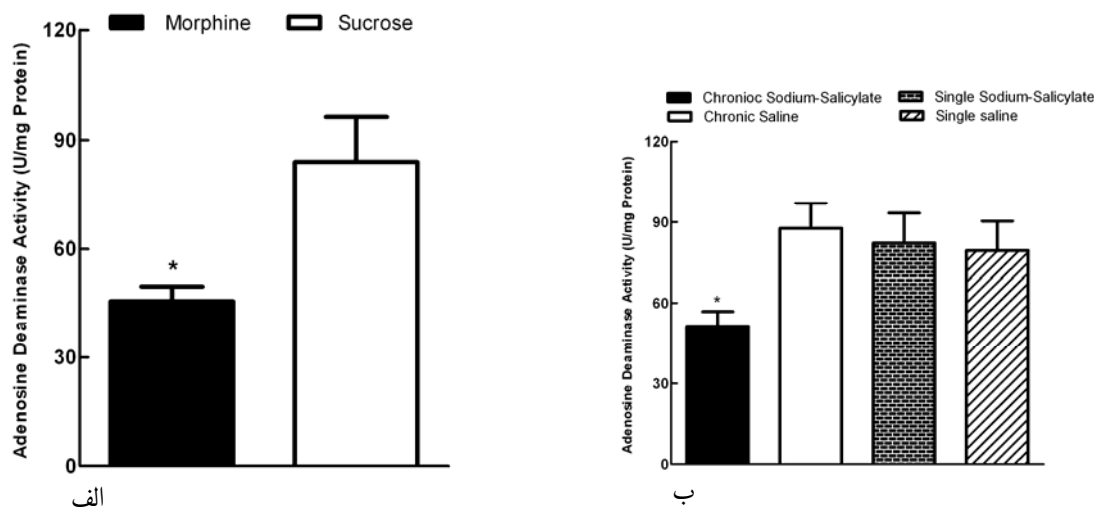 Morphine Sucrose
120
90
60
30
0
Adenosine Deaminase Activity (U/mg Protein)
*
الف
Chronioc Sodium-Salicylate Single Sodium-Salicylate
Chronic Saline Single saline
120
90
60
30
0
Adenosine Deaminase Activity (U/mg Protein)
*
ب